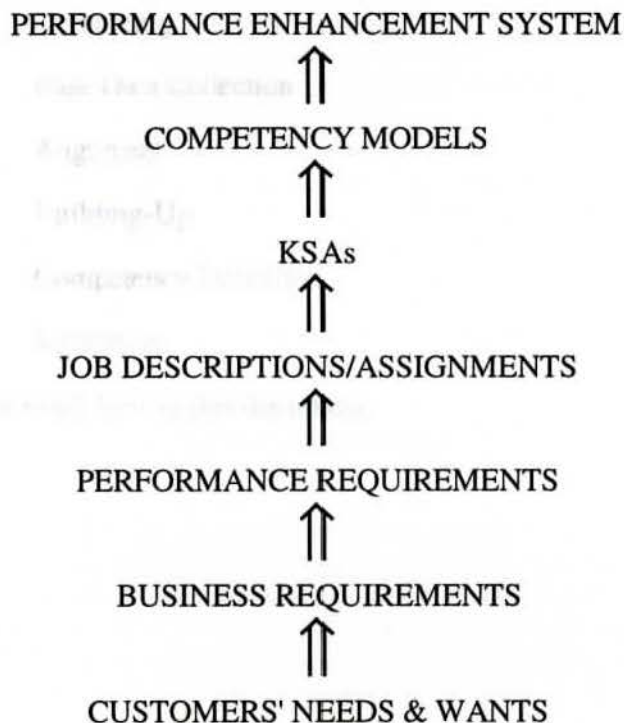 PERFORMANCE ENHANCEMENT SYSTEM
COMPETENCY MODELS
KSAs
JOB DESCRIPTIONS/ASSIGNMENTS
PERFORMANCE REQUIREMENTS
BUSINESS REQUIREMENTS
CUSTOMERS' NEEDS & WANTS